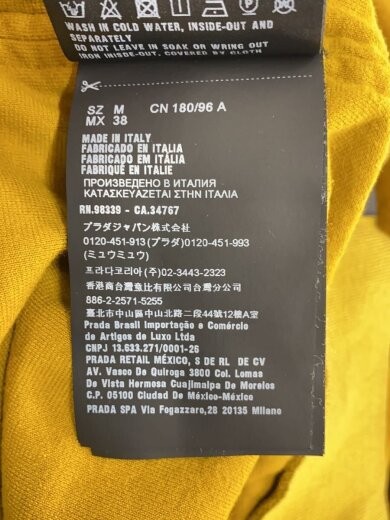 WASH IN COLD WATER, INSIDE-OUT AND
SEPARATELY
DO NOT LEAVE IN SOAK OR WRING OUT
IRON INISDE-OUT, COVERED BY CLOTH
SZ M CN 180/96 A
MX 38
MADE IN ITALY
FABRICADO EN ITALIA
FABRICADO EM ITÁLIA
FABRIQUÉ EN ITALIE
ПРОИЗВЕДЕНО В ИТАЛИЯ
ΚΑΤΑΣΚΕΥΑΖΕΤΑΙ ΣΤΗΝ ΙΤΑΛΙΑ
RN.98339 - CA.34767
プラダジャパン株式会社
0120-451-913 (プラダ) 0120-451-993
(ミュウミュウ)
프라다코리아(주)02-3443-2323
香港商台灣壹比有限公司台灣分公司
886-2-2571-5255
臺北市中山區中山北路二段44號12樓A室
Prada Brasil Importação e Comércio
de Artigos de Luxo Ltda
CNPJ 13.633.271/0001-26
PRADA RETAIL MÉXICO, S DE RL DE CV
AV. Vasco De Quiroga 3800 Col. Lomas
De Vista Hermosa Cuajimalpa De Morelos
C.P. 05100 Ciudad De México-México
PRADA SPA Via Fogazzaro,28 20135 Milano